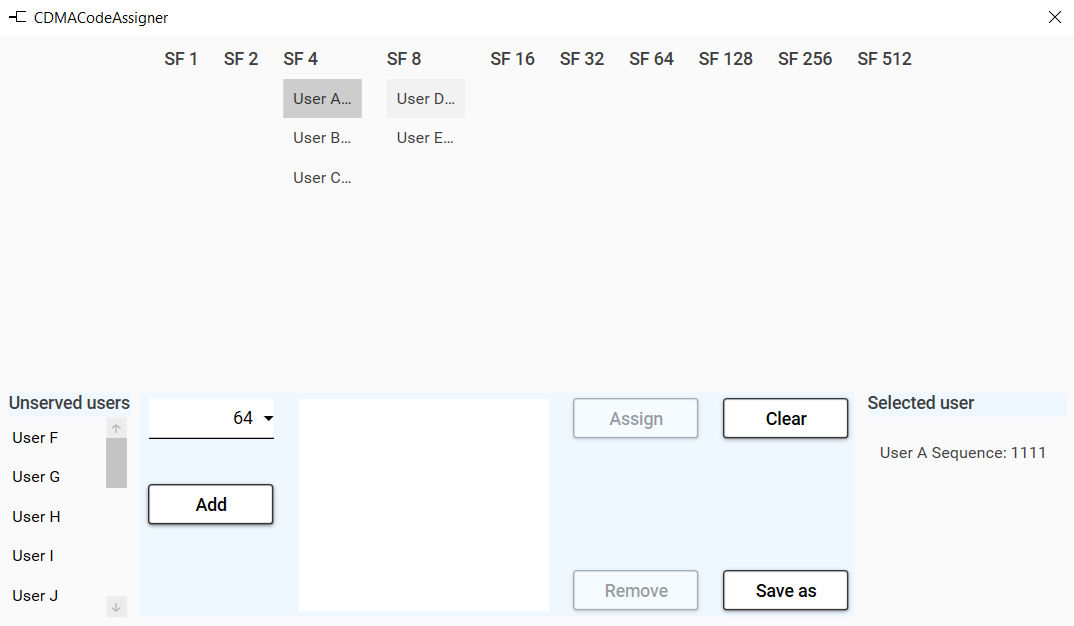 CDMACodeAssigner
SF 1 SF 2 SF 4 SF 8 SF 16 SF 32 SF 64 SF 128 SF 256 SF 512
User A... User D...
User B... User E...
User C...
Unserved users
User F
User G
User H
User I
User J
64
Add
Assign Clear
Remove Save as
Selected user
User A Sequence: 1111